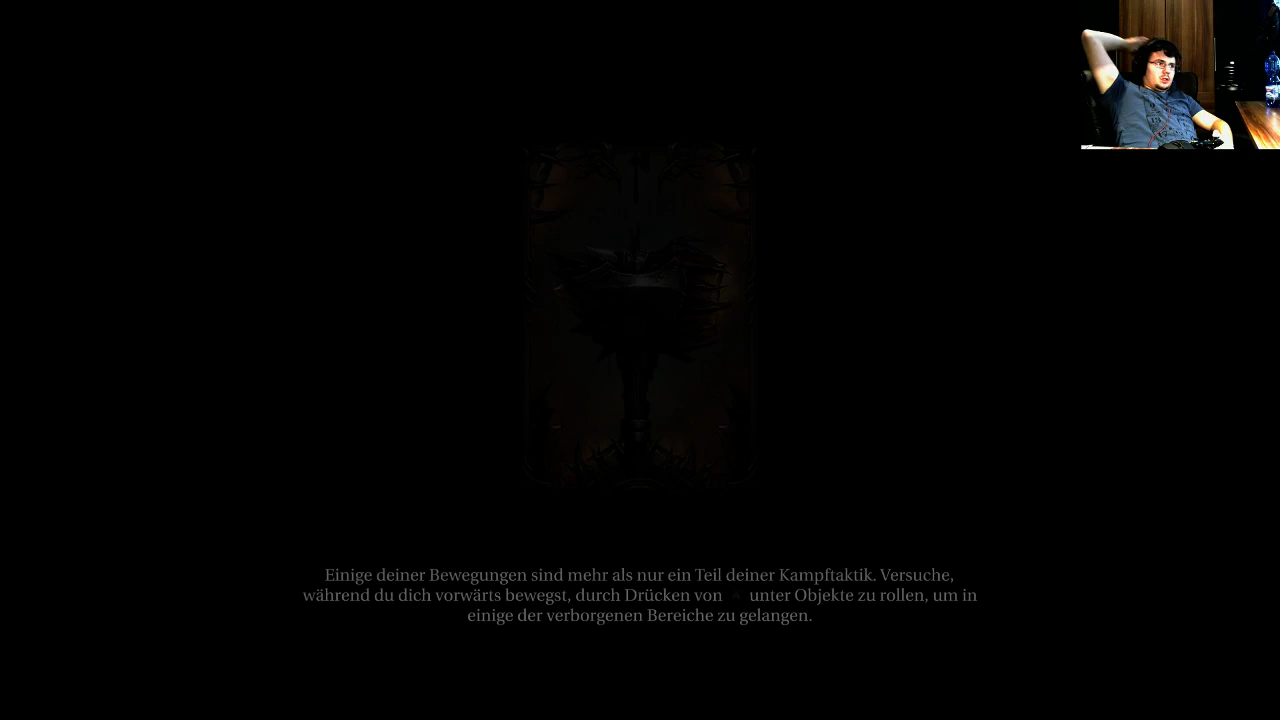 Einige deiner Bewegungen sind mehr als nur ein Teil deiner Kampftaktik. Versuche,
während du dich vorwärts bewegst, durch Drücken von unter Objekte zu rollen, um in
einige der verborgenen Bereiche zu gelangen.